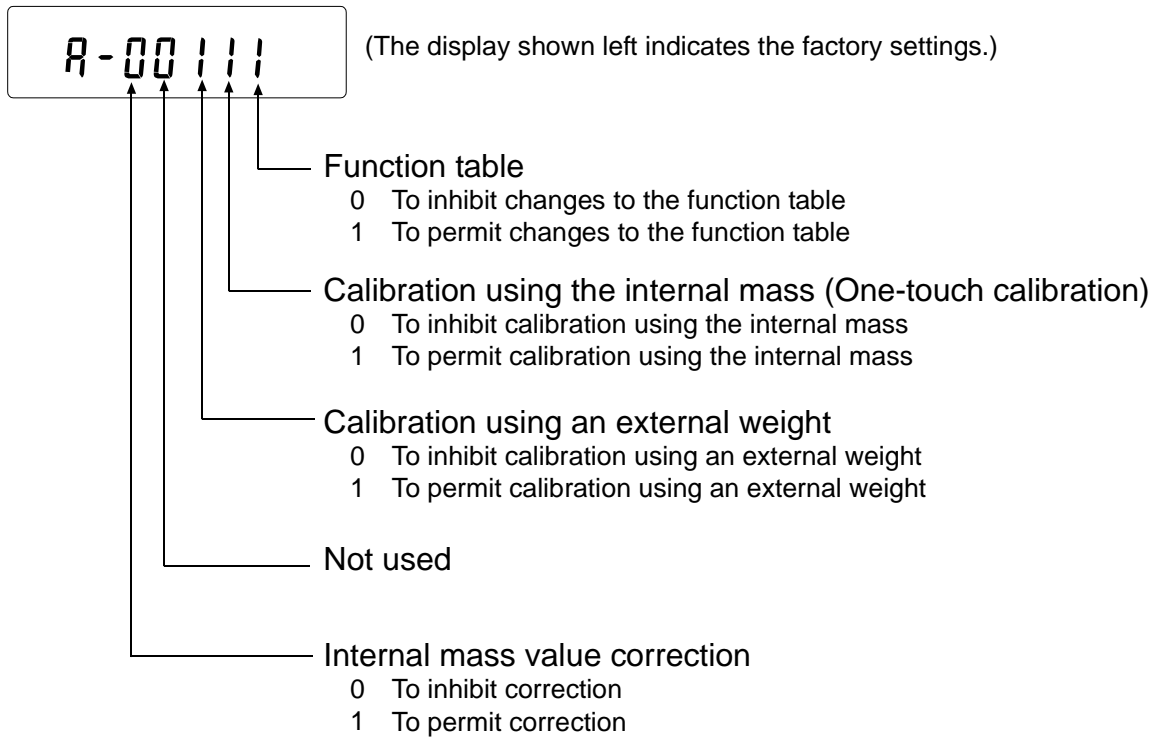 A-00111
(The display shown left indicates the factory settings.)
Function table
0 To inhibit changes to the function table
1 To permit changes to the function table
Calibration using the internal mass (One-touch calibration)
0 To inhibit calibration using the internal mass
1 To permit calibration using the internal mass
Calibration using an external weight
0 To inhibit calibration using an external weight
1 To permit calibration using an external weight
Not used
Internal mass value correction
0 To inhibit correction
1 To permit correction